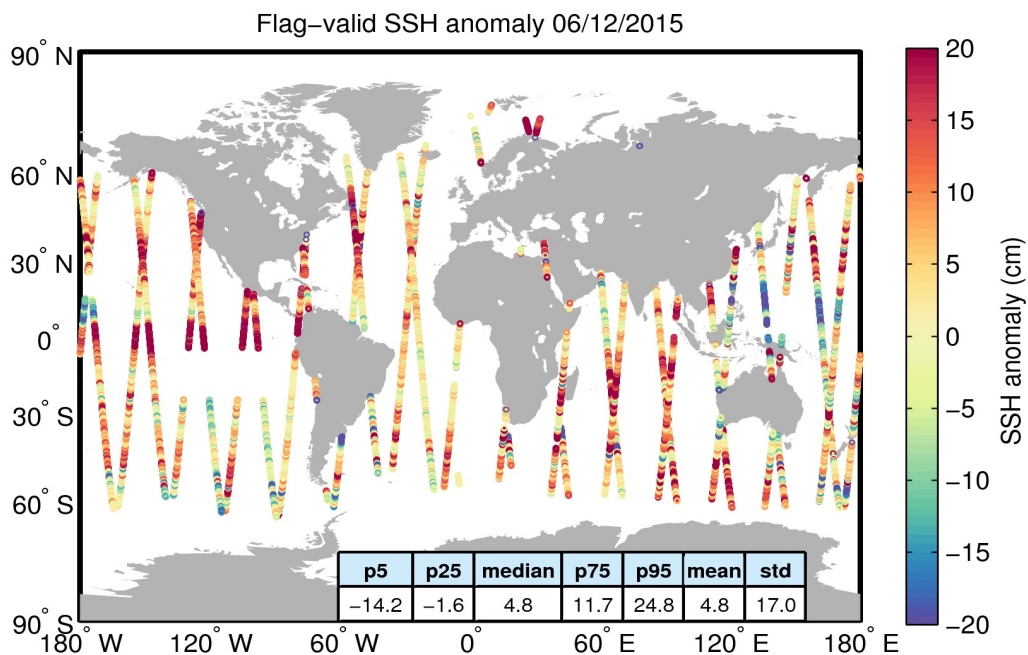 Flag−valid SSH anomaly 06/12/2015
90° N
60° N
30° N
0°
30° S
60° S
90° S
180° W
120° W
60° W
0°
60° E
120° E
180° E
p5 p25 median p75 p95 mean std
−14.2 −1.6 4.8 11.7 24.8 4.8 17.0
20
15
10
5
0
−5
−10
−15
−20
SSH anomaly (cm)